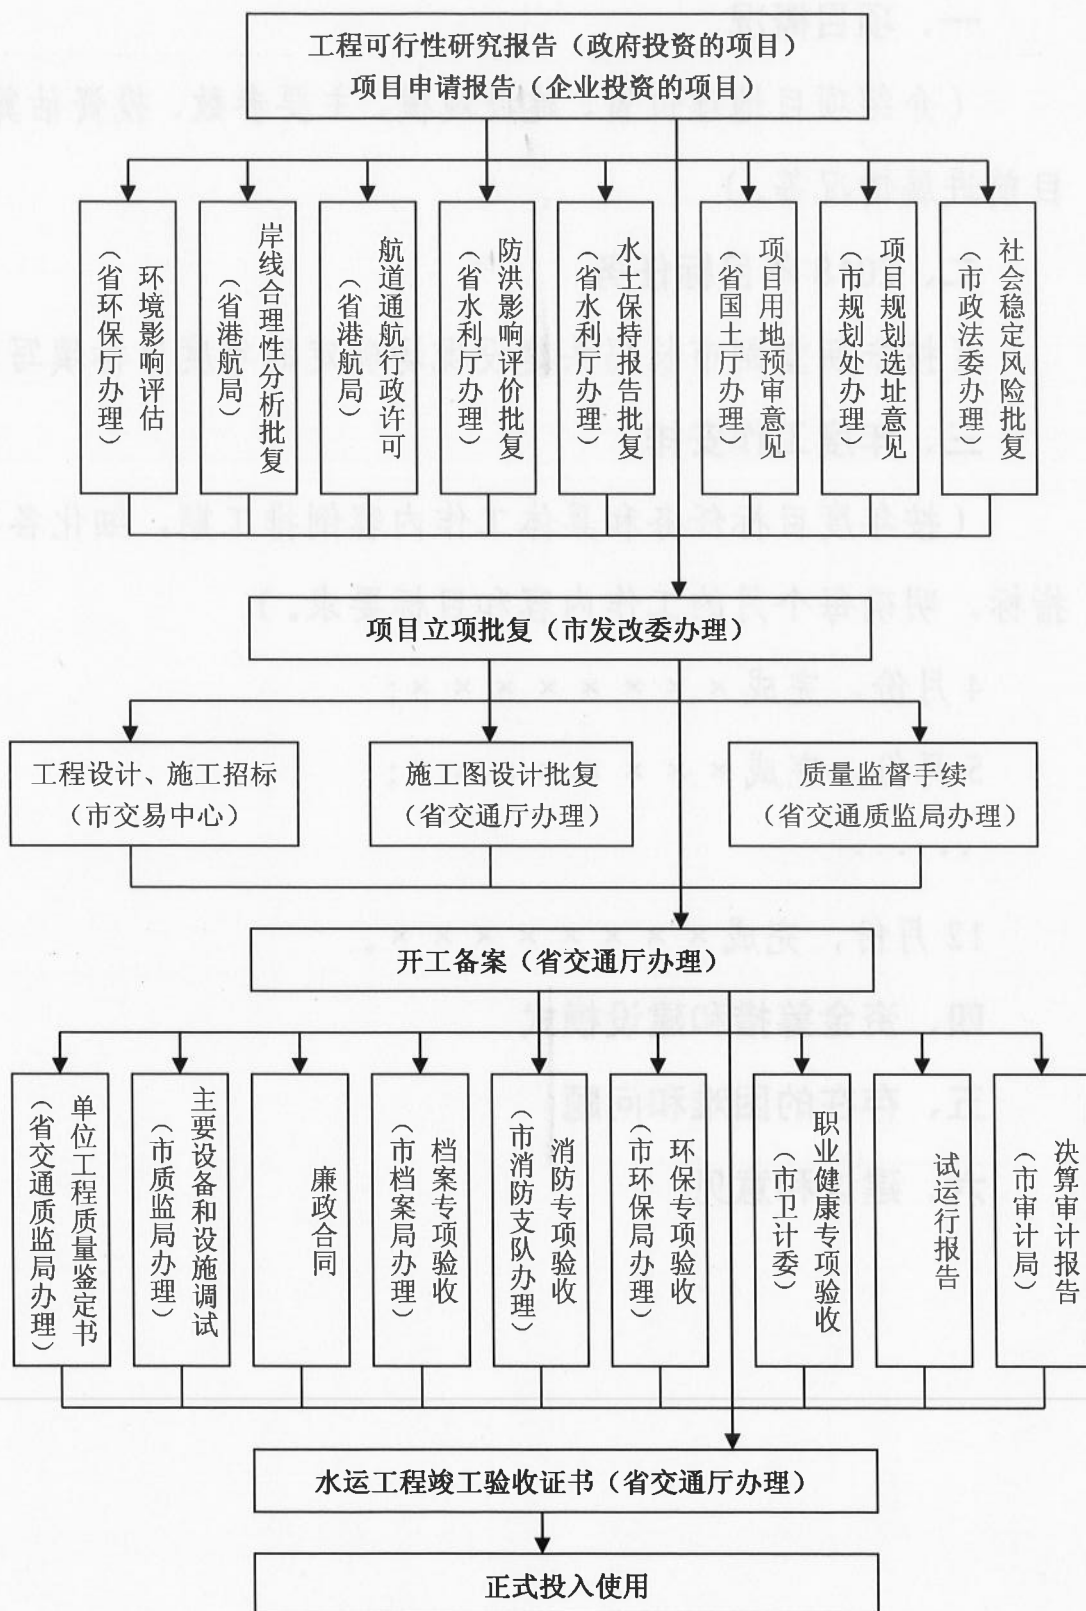 工程可行性研究报告（政府投资的项目）
项目申请报告（企业投资的项目）
环境影响评估
（省环保厅办理）
岸线合理性分析批复
（省港航局）
航道通航行政许可
（省港航局）
防洪影响评价批复
（省水利厅办理）
水土保持报告批复
（省水利厅办理）
项目用地预审意见
（省国土厅办理）
项目规划选址意见
（市规划处办理）
社会稳定风险批复
（市政法委办理）
项目立项批复（市发改委办理）
工程设计、施工招标
（市交易中心）
施工图设计批复
（省交通厅办理）
质量监督手续
（省交通质监局办理）
开工备案（省交通厅办理）
单位工程质量鉴定书
（省交通质监局办理）
主要设备和设施调试
（市质监局办理）
廉政合同
档案专项验收
（市档案局办理）
消防专项验收
（市消防支队办理）
环保专项验收
（市环保局办理）
职业健康专项验收
（市卫计委）
试运行报告
决算审计报告
（市审计局）
水运工程竣工验收证书（省交通厅办理）
正式投入使用